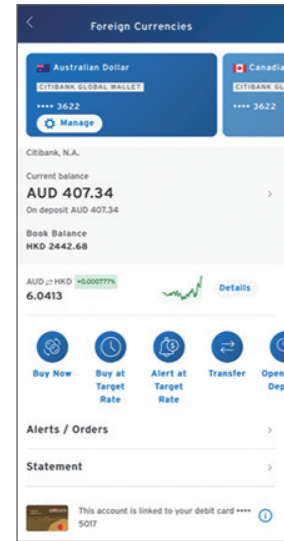 Foreign Currencies
Australian Dollar
CITIBANK GLOBAL WALLET
•••• 3622
Manage
Canadia
CITIBANK GL
•••• 3622
Citibank, N.A.
Current balance
AUD 407.34
On deposit AUD 407.34
Book Balance
HKD 2442.68
AUD ⇄ HKD +0.000777%
6.0413
Details
Buy Now
Buy at
Target
Rate
Alert at
Target
Rate
Transfer
Open
Dep
Alerts / Orders
Statement
This account is linked to your debit card ••••
5017